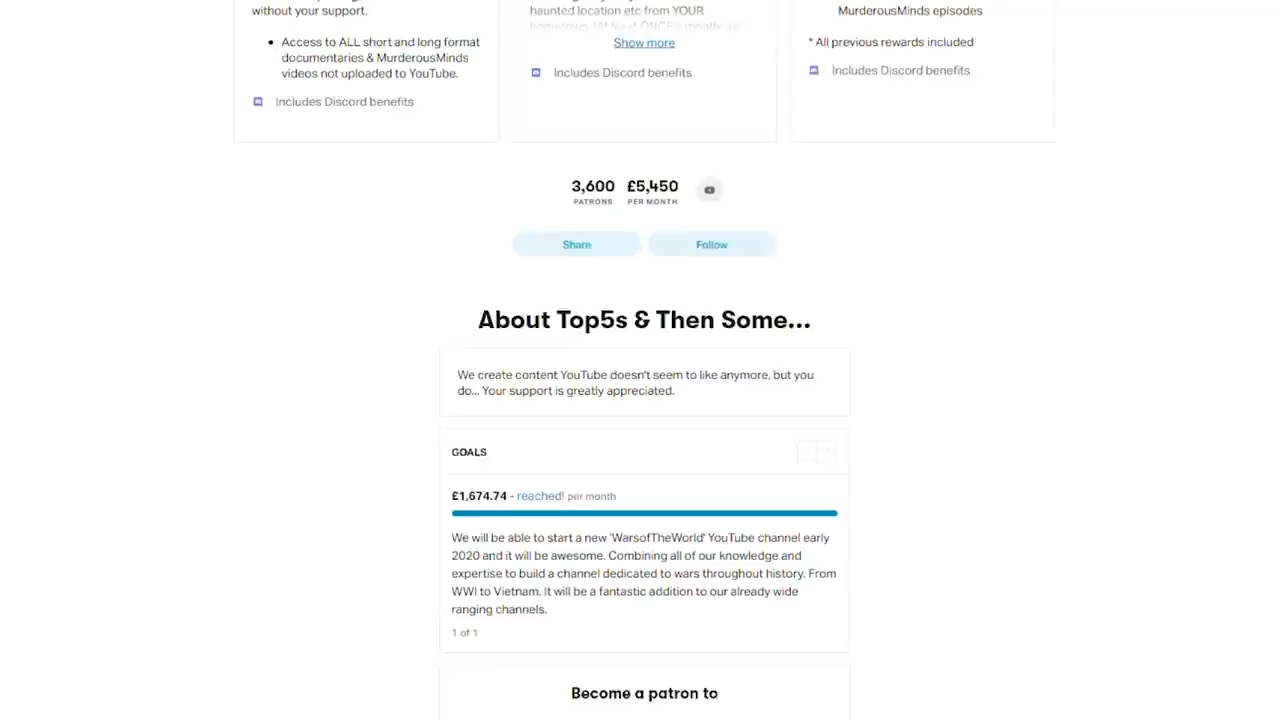 without your support.
• Access to ALL short and long format
documentaries & MurderousMinds
videos not uploaded to YouTube.
Includes Discord benefits
haunted location etc from YOUR
hometown. (At least ONCE a month, as
Show more
Includes Discord benefits
MurderousMinds episodes
* All previous rewards included
Includes Discord benefits
3,600 £5,450
PATRONS PER MONTH
Share Follow
About Top5s & Then Some...
We create content YouTube doesn't seem to like anymore, but you
do... Your support is greatly appreciated.
GOALS
£1,674.74 - reached! per month
We will be able to start a new 'WarsofTheWorld' YouTube channel early
2020 and it will be awesome. Combining all of our knowledge and
expertise to build a channel dedicated to wars throughout history. From
WWI to Vietnam. It will be a fantastic addition to our already wide
ranging channels.
1 of 1
Become a patron to